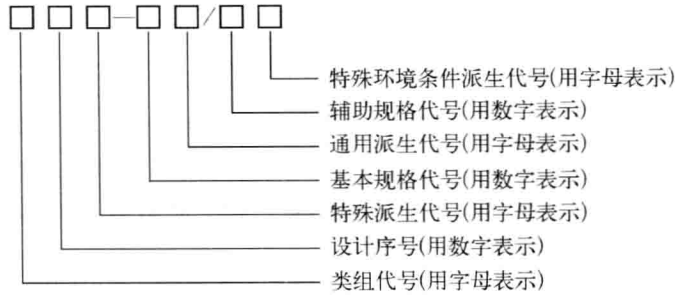 □□□—□□/□□
特殊环境条件派生代号(用字母表示)
辅助规格代号(用数字表示)
通用派生代号(用字母表示)
基本规格代号(用数字表示)
特殊派生代号(用字母表示)
设计序号(用数字表示)
类组代号(用字母表示)